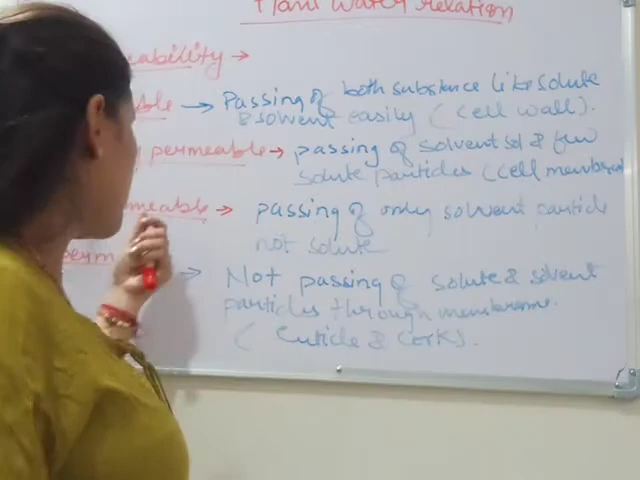 Plant Water Relation
ability →
ble → Passing of both substance like solute
& solvent easily (cell wall).
permeable → passing of solvent sol & few
solute particles (cell membran
meable → passing of only solvent particle
not solute
perm → Not passing of solute & solvent
particles through membrane.
( Cuticle & Cork).